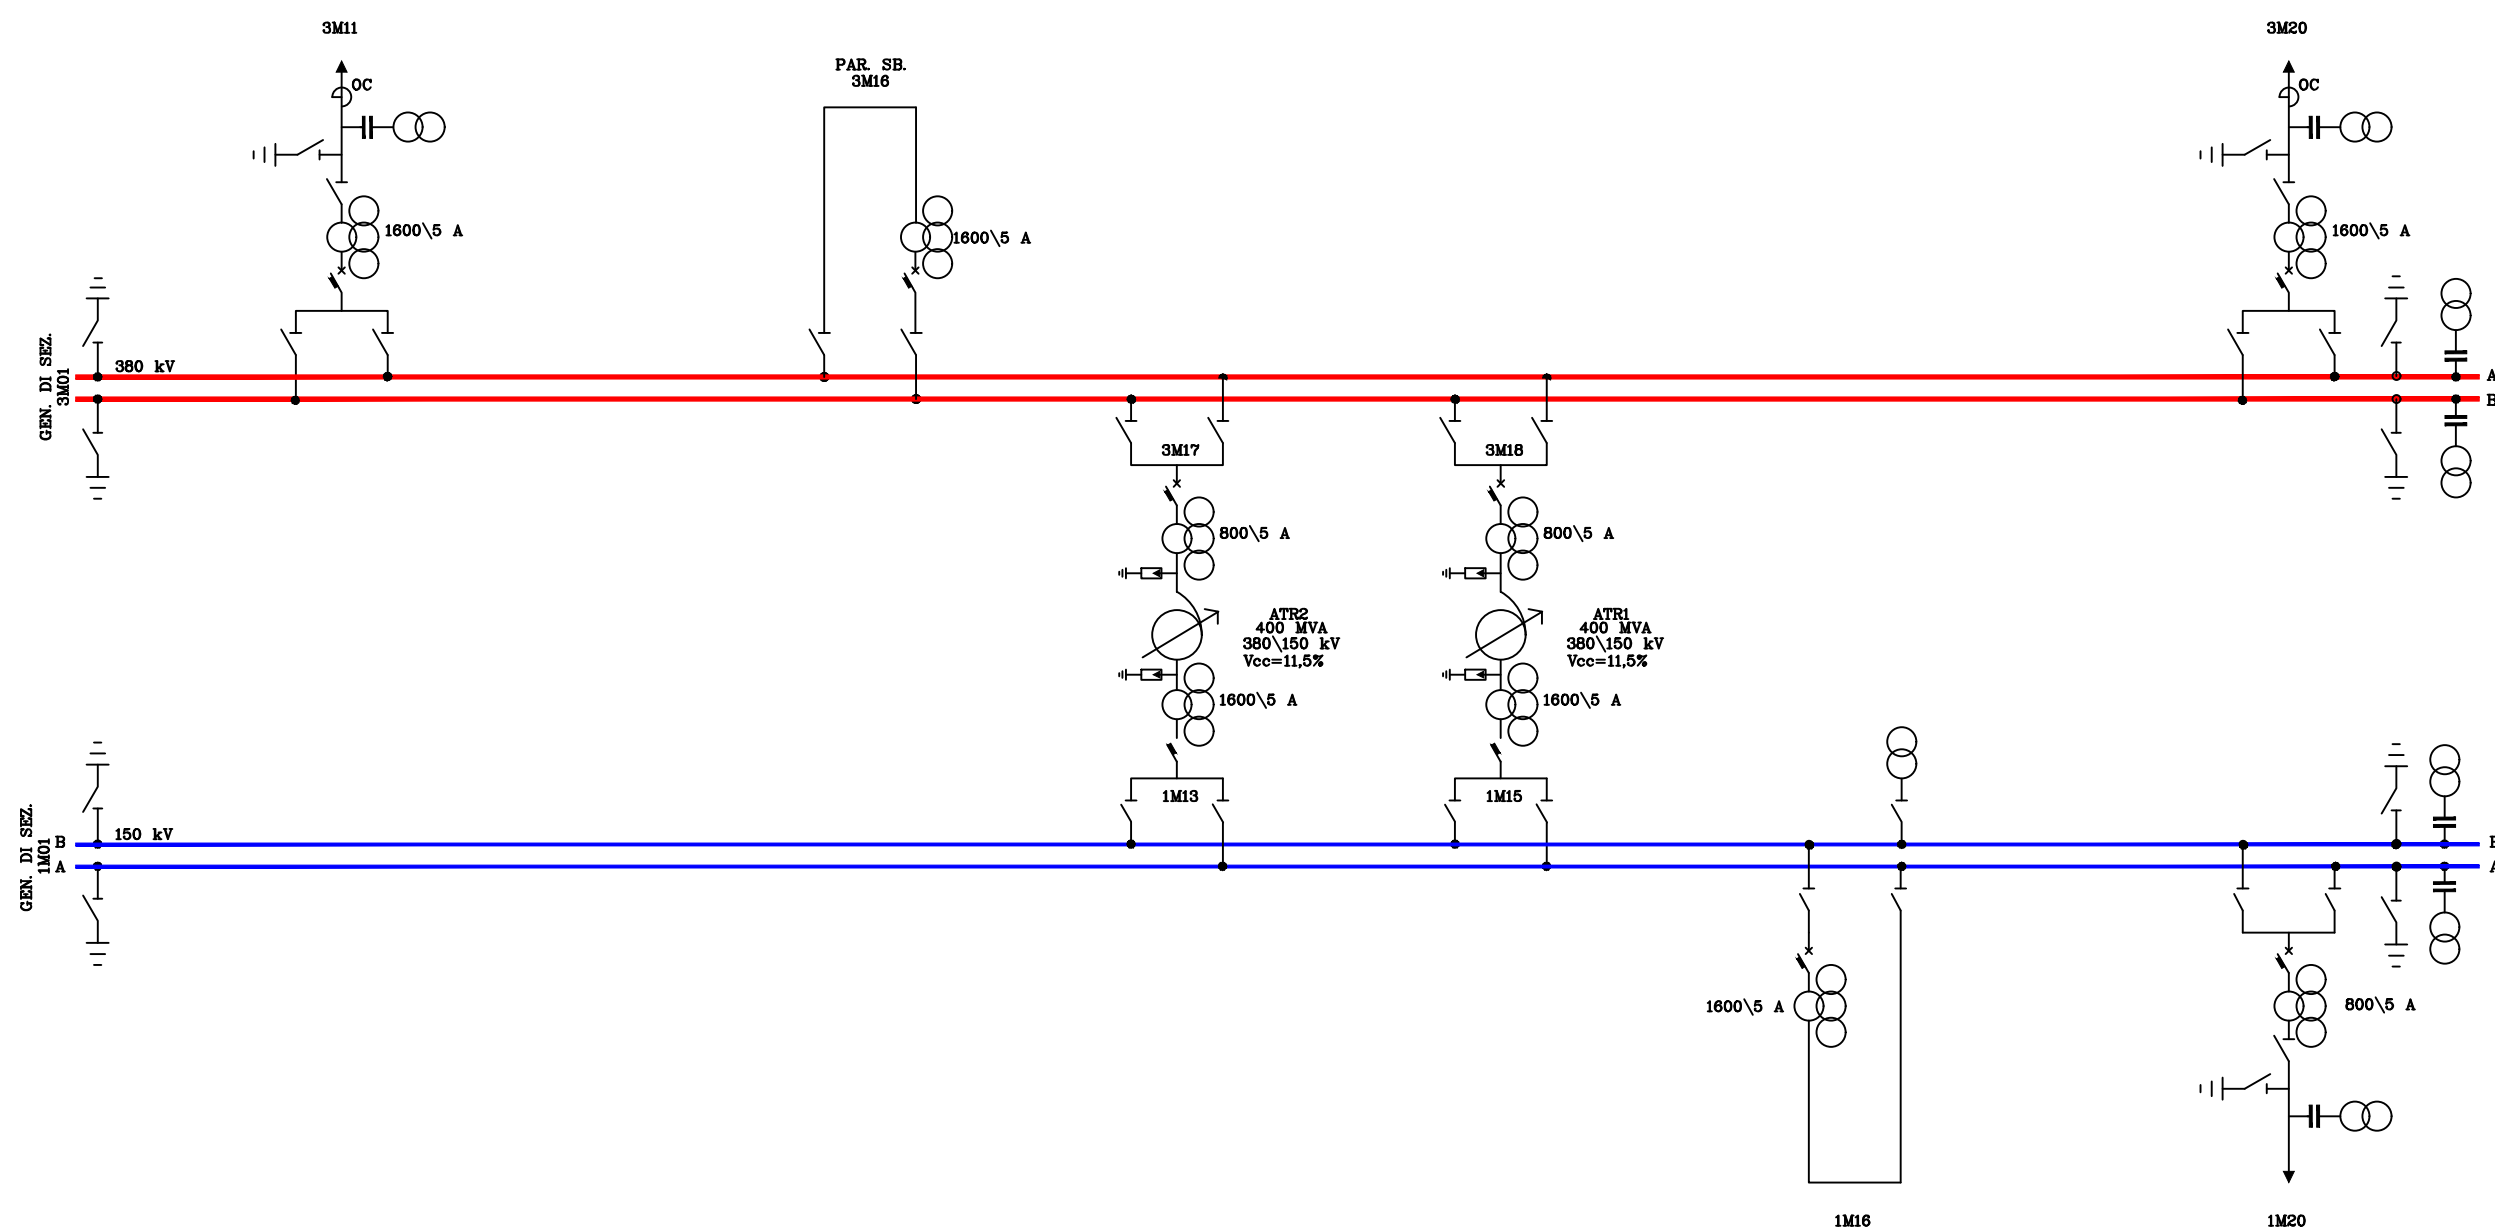 3M11
3M20
OC
PAR. SB.
3M16
OC
1600\5 A
1600\5 A
1600\5 A
GEN. DI SEZ.
3M01
380 kV
A
B
3M17
3M18
800\5 A
800\5 A
ATR2
400 MVA
380\150 kV
Vcc=11,5%
ATR1
400 MVA
380\150 kV
Vcc=11,5%
1600\5 A
1600\5 A
1M13
1M15
GEN. DI SEZ.
1M01
150 kV
B
A
B
A
1600\5 A
800\5 A
1M16
1M20